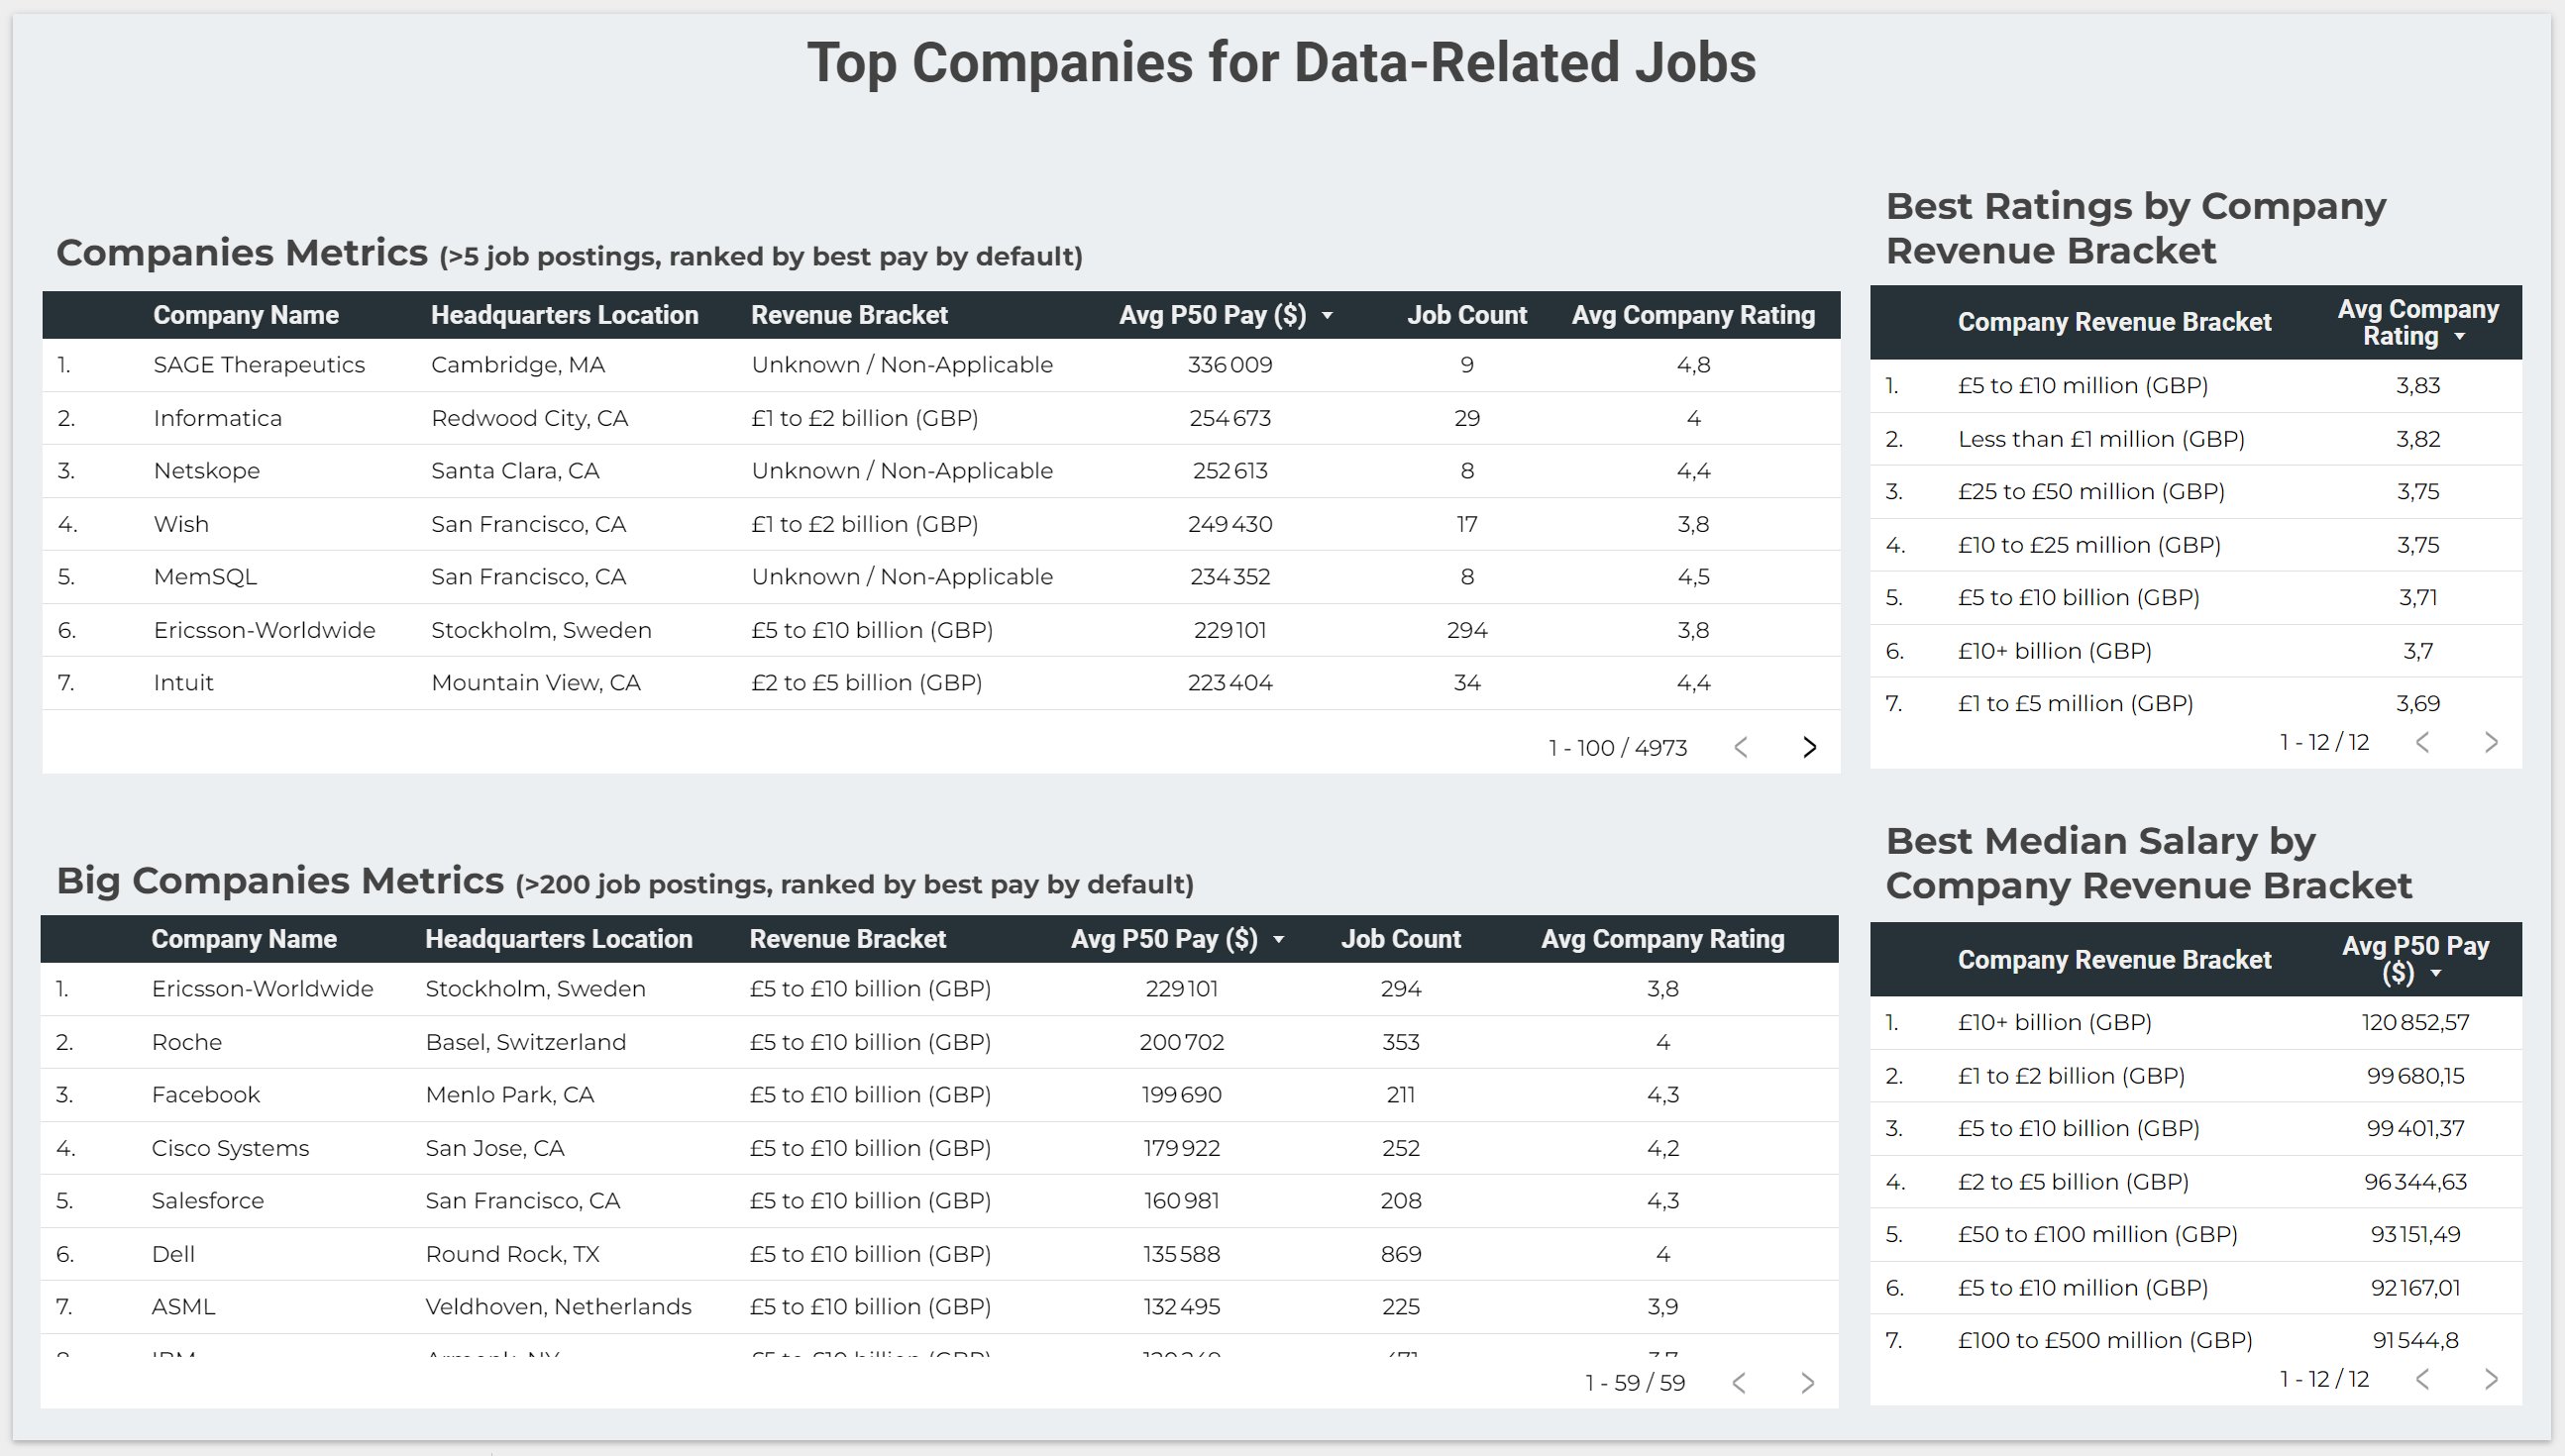 Top Companies for Data-Related Jobs
Companies Metrics (>5 job postings, ranked by best pay by default)
Company Name Headquarters Location Revenue Bracket Avg P50 Pay ($) Job Count Avg Company Rating
1. SAGE Therapeutics Cambridge, MA Unknown / Non-Applicable 336 009 9 4,8
2. Informatica Redwood City, CA £1 to £2 billion (GBP) 254 673 29 4
3. Netskope Santa Clara, CA Unknown / Non-Applicable 252 613 8 4,4
4. Wish San Francisco, CA £1 to £2 billion (GBP) 249 430 17 3,8
5. MemSQL San Francisco, CA Unknown / Non-Applicable 234 352 8 4,5
6. Ericsson-Worldwide Stockholm, Sweden £5 to £10 billion (GBP) 229 101 294 3,8
7. Intuit Mountain View, CA £2 to £5 billion (GBP) 223 404 34 4,4
1 - 100 / 4973
Best Ratings by Company
Revenue Bracket
Company Revenue Bracket Avg Company
Rating
1. £5 to £10 million (GBP) 3,83
2. Less than £1 million (GBP) 3,82
3. £25 to £50 million (GBP) 3,75
4. £10 to £25 million (GBP) 3,75
5. £5 to £10 billion (GBP) 3,71
6. £10+ billion (GBP) 3,7
7. £1 to £5 million (GBP) 3,69
1 - 12 / 12
Big Companies Metrics (>200 job postings, ranked by best pay by default)
Company Name Headquarters Location Revenue Bracket Avg P50 Pay ($) Job Count Avg Company Rating
1. Ericsson-Worldwide Stockholm, Sweden £5 to £10 billion (GBP) 229 101 294 3,8
2. Roche Basel, Switzerland £5 to £10 billion (GBP) 200 702 353 4
3. Facebook Menlo Park, CA £5 to £10 billion (GBP) 199 690 211 4,3
4. Cisco Systems San Jose, CA £5 to £10 billion (GBP) 179 922 252 4,2
5. Salesforce San Francisco, CA £5 to £10 billion (GBP) 160 981 208 4,3
6. Dell Round Rock, TX £5 to £10 billion (GBP) 135 588 869 4
7. ASML Veldhoven, Netherlands £5 to £10 billion (GBP) 132 495 225 3,9
1 - 59 / 59
Best Median Salary by
Company Revenue Bracket
Company Revenue Bracket Avg P50 Pay
($)
1. £10+ billion (GBP) 120 852,57
2. £1 to £2 billion (GBP) 99 680,15
3. £5 to £10 billion (GBP) 99 401,37
4. £2 to £5 billion (GBP) 96 344,63
5. £50 to £100 million (GBP) 93 151,49
6. £5 to £10 million (GBP) 92 167,01
7. £100 to £500 million (GBP) 91 544,8
1 - 12 / 12